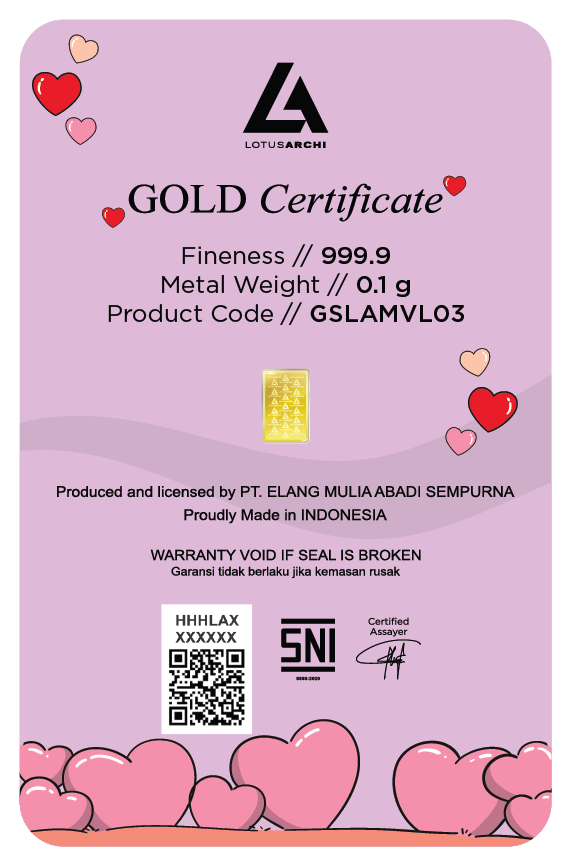 LOTUSARCHI
GOLD Certificate
Fineness // 999.9
Metal Weight // 0.1 g
Product Code // GSLAMVL03
Produced and licensed by PT. ELANG MULIA ABADI SEMPURNA
Proudly Made in INDONESIA
WARRANTY VOID IF SEAL IS BROKEN
Garansi tidak berlaku jika kemasan rusak
HHHLAX
XXXXXX
SNI
Certified
Assayer